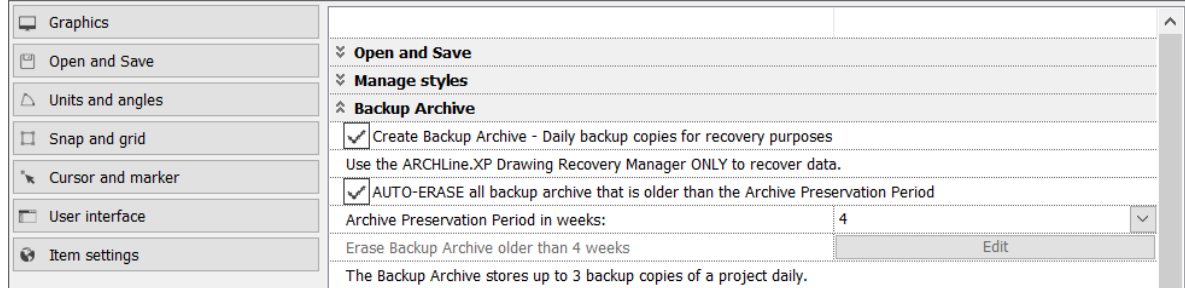 Graphics
Open and Save
Units and angles
Snap and grid
Cursor and marker
User interface
Item settings
Open and Save
Manage styles
Backup Archive
Create Backup Archive - Daily backup copies for recovery purposes
Use the ARCHLine.XP Drawing Recovery Manager ONLY to recover data.
AUTO-ERASE all backup archive that is older than the Archive Preservation Period
Archive Preservation Period in weeks: 4
Erase Backup Archive older than 4 weeks Edit
The Backup Archive stores up to 3 backup copies of a project daily.